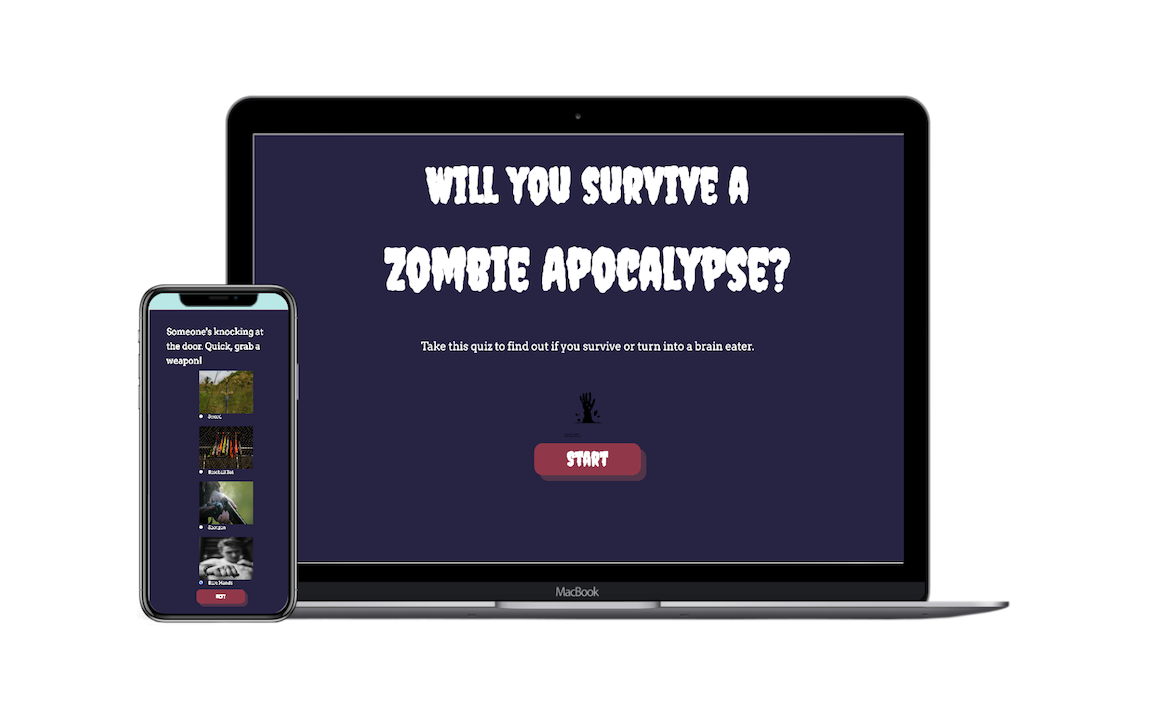 WILL YOU SURVIVE A
ZOMBIE APOCALYPSE?
Take this quiz to find out if you survive or turn into a brain eater.
START
MacBook
Someone's knocking at
the door. Quick, grab a
weapon!
Sword
Baseball Bat
Shotgun
Bare Hands
NEXT